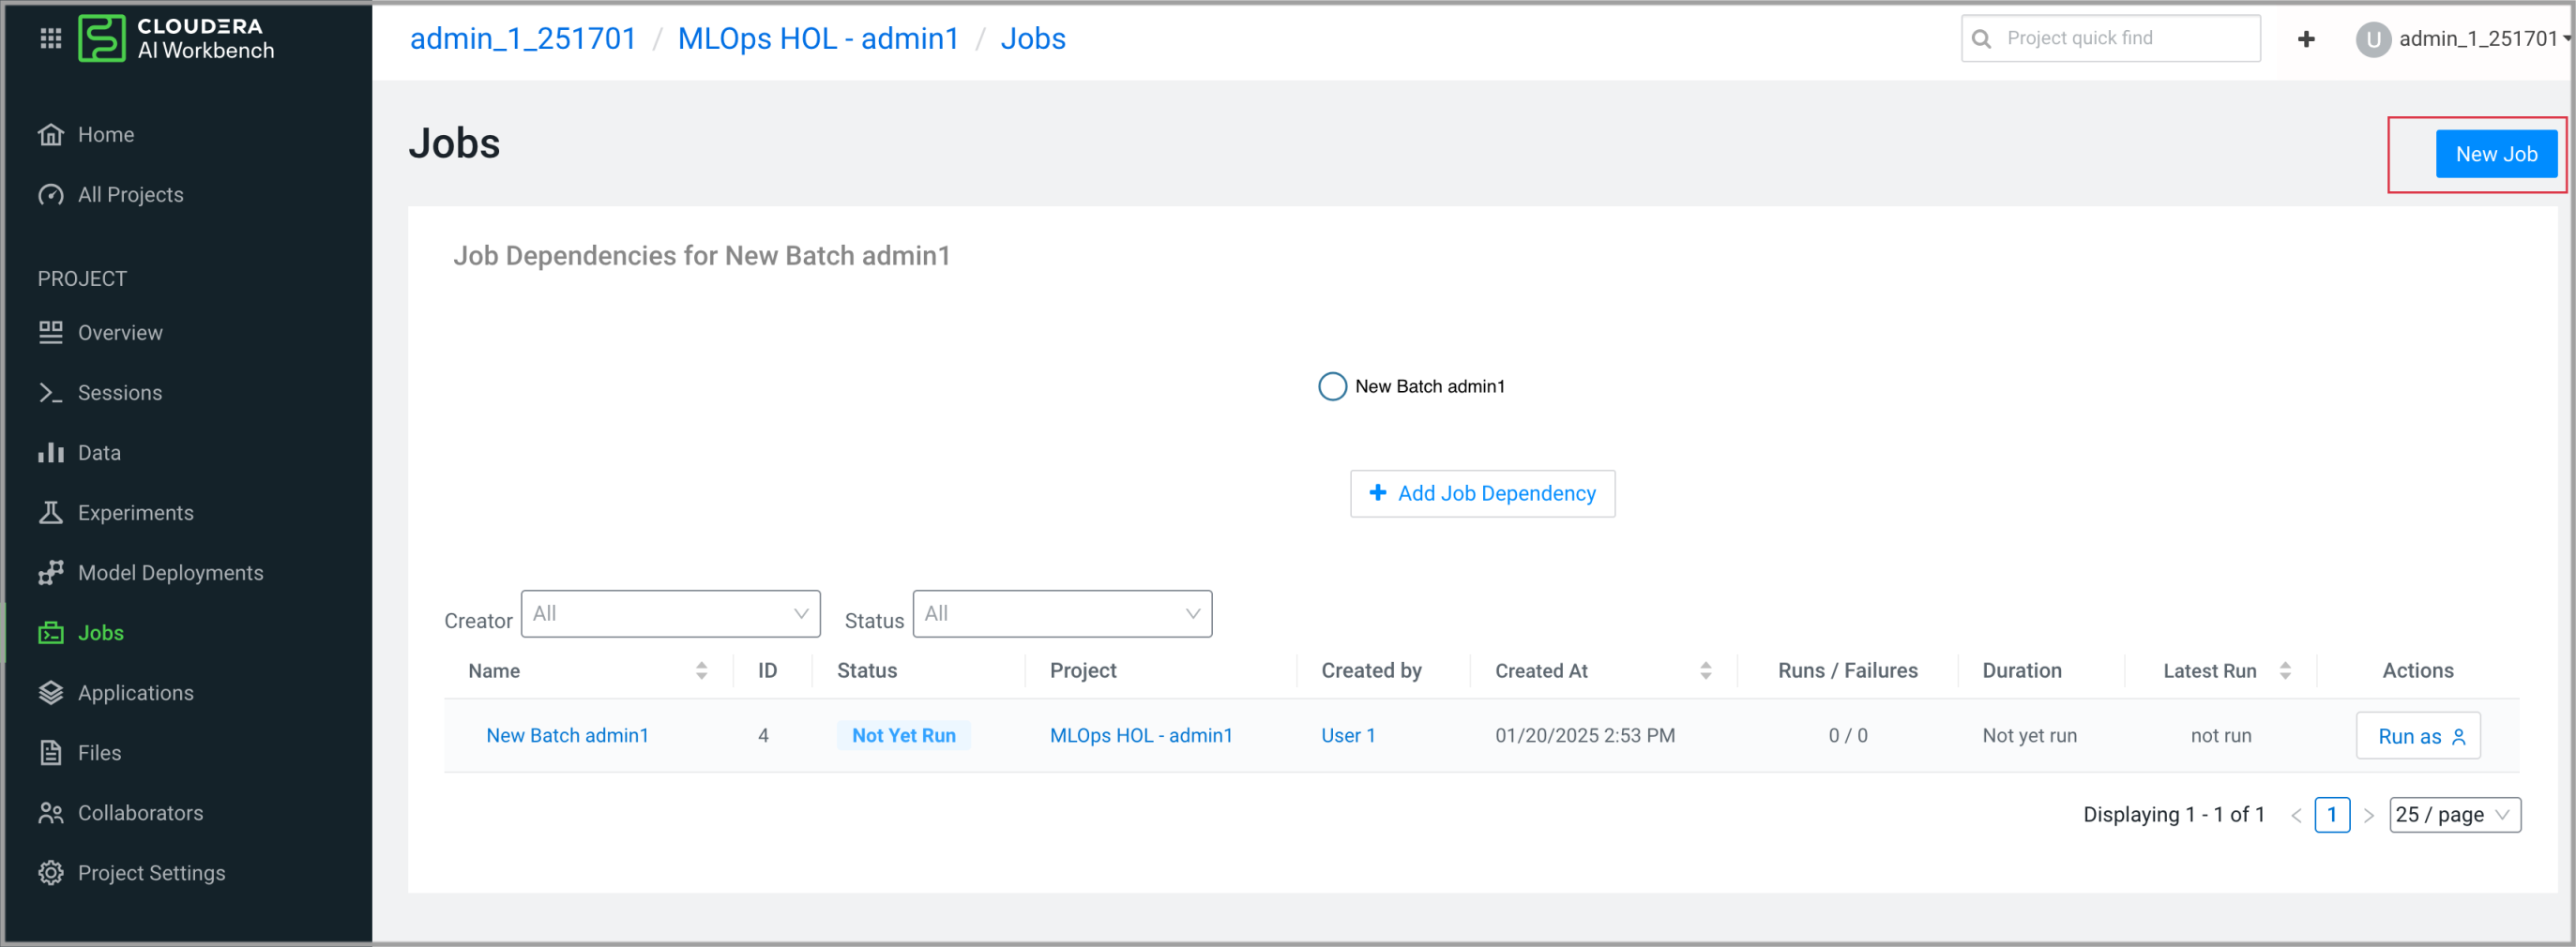 CLOUDERA
AI Workbench
admin_1_251701 / MLOps HOL - admin1 / Jobs
Project quick find
U admin_1_251701
Home
All Projects
PROJECT
Overview
Sessions
Data
Experiments
Model Deployments
Jobs
Applications
Files
Collaborators
Project Settings
Jobs
New Job
Job Dependencies for New Batch admin1
New Batch admin1
+ Add Job Dependency
Creator All Status All
Name ID Status Project Created by Created At Runs / Failures Duration Latest Run Actions
New Batch admin1 4 Not Yet Run MLOps HOL - admin1 User 1 01/20/2025 2:53 PM 0 / 0 Not yet run not run Run as
Displaying 1 - 1 of 1 < 1 > 25 / page